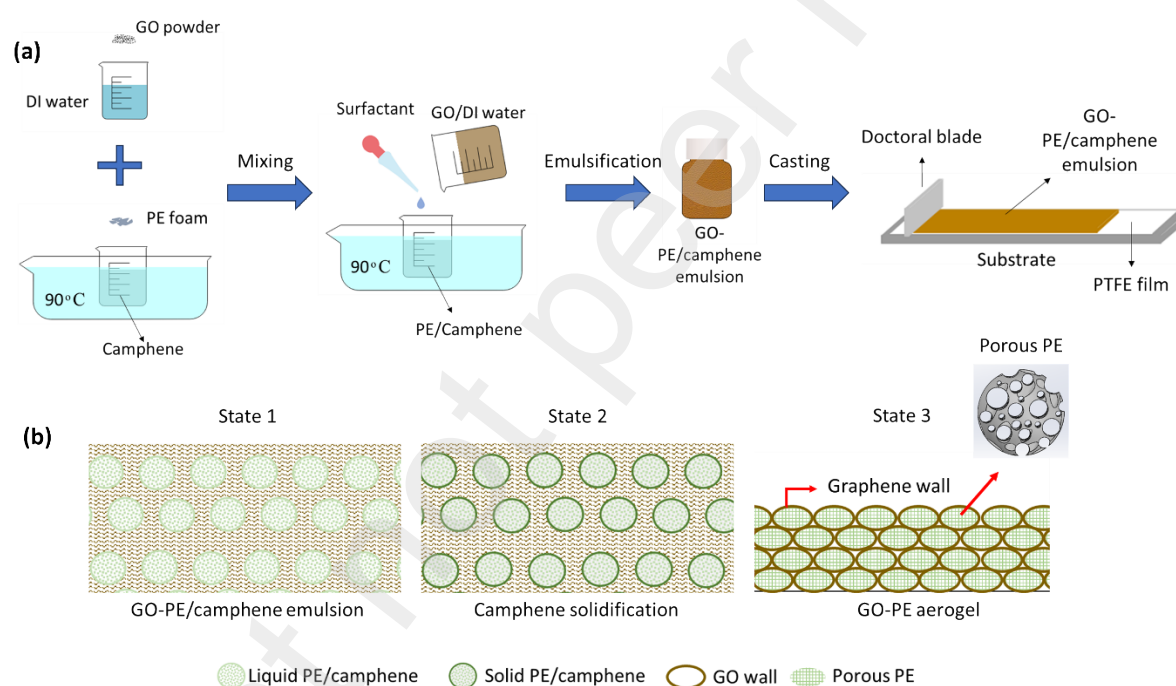 GO powder
(a)
DI water
PE foam
90°C
Camphene
Mixing
Surfactant
GO/DI water
90°C
PE/Camphene
Emulsification
GO-
PE/camphene
emulsion
Casting
Doctoral blade
GO-
PE/camphene
emulsion
Substrate
PTFE film
Porous PE
(b)
State 1
State 2
State 3
Graphene wall
GO-PE/camphene emulsion
Camphene solidification
GO-PE aerogel
Liquid PE/camphene
Solid PE/camphene
GO wall
Porous PE
not peer